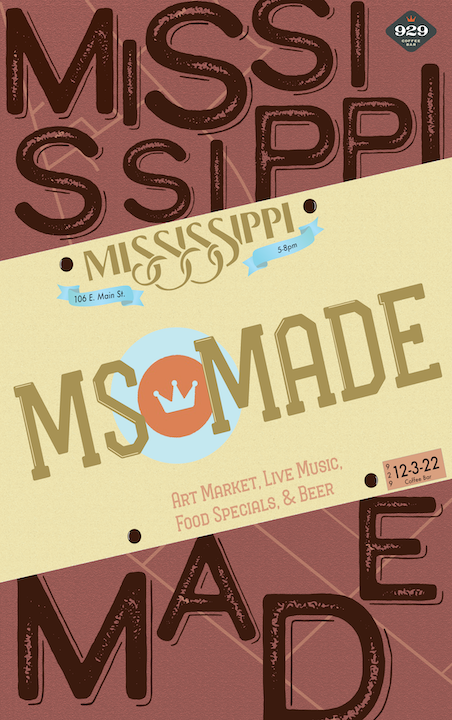 MISSI
SSIPPI
929
COFFEE
BAR
MISSISSIPPI
106 E. Main St.
5-8pm
MS MADE
Art Market, Live Music,
Food Specials, & Beer
929
12-3-22
Coffee Bar
MADE